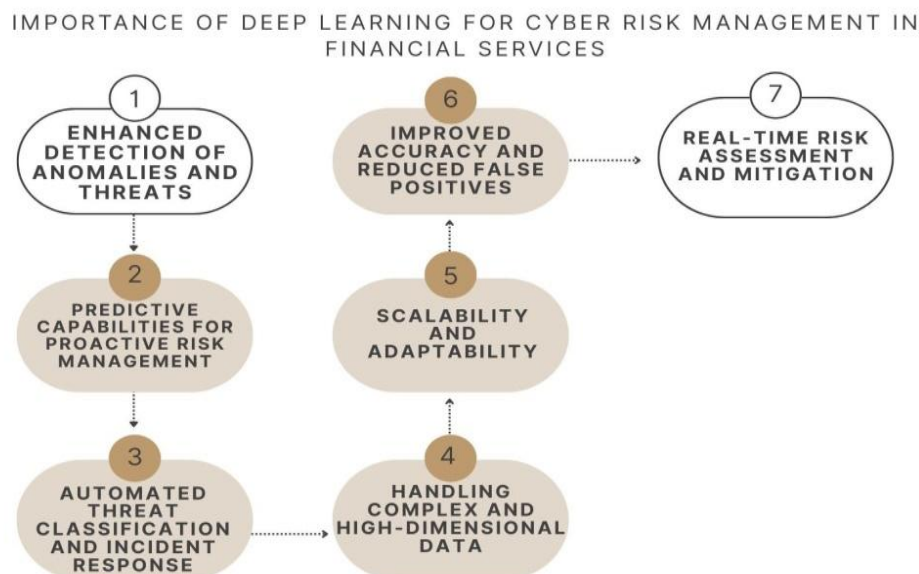 IMPORTANCE OF DEEP LEARNING FOR CYBER RISK MANAGEMENT IN
FINANCIAL SERVICES
1
ENHANCED
DETECTION OF
ANOMALIES AND
THREATS
2
PREDICTIVE
CAPABILITIES FOR
PROACTIVE RISK
MANAGEMENT
3
AUTOMATED
THREAT
CLASSIFICATION
AND INCIDENT
RESPONSE
4
HANDLING
COMPLEX AND
HIGH-DIMENSIONAL
DATA
5
SCALABILITY
AND
ADAPTABILITY
6
IMPROVED
ACCURACY AND
REDUCED FALSE
POSITIVES
7
REAL-TIME RISK
ASSESSMENT
AND MITIGATION